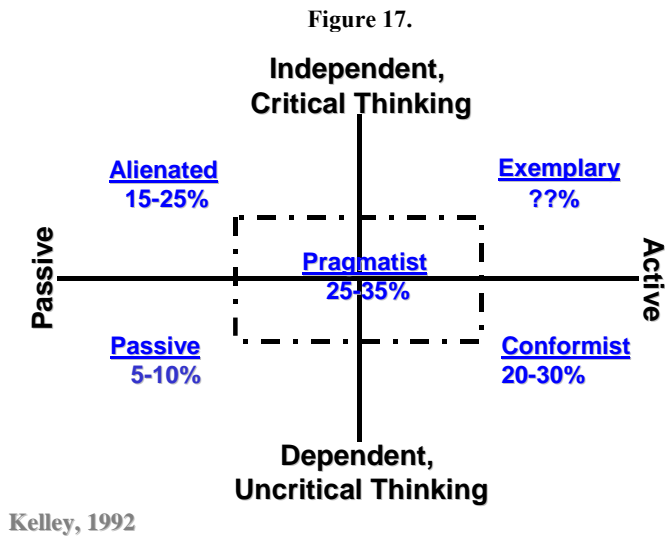 Figure 17.
Independent,
Critical Thinking
Alienated
15-25%
Exemplary
??%
Passive
Pragmatist
25-35%
Active
Passive
5-10%
Conformist
20-30%
Dependent,
Uncritical Thinking
Kelley, 1992